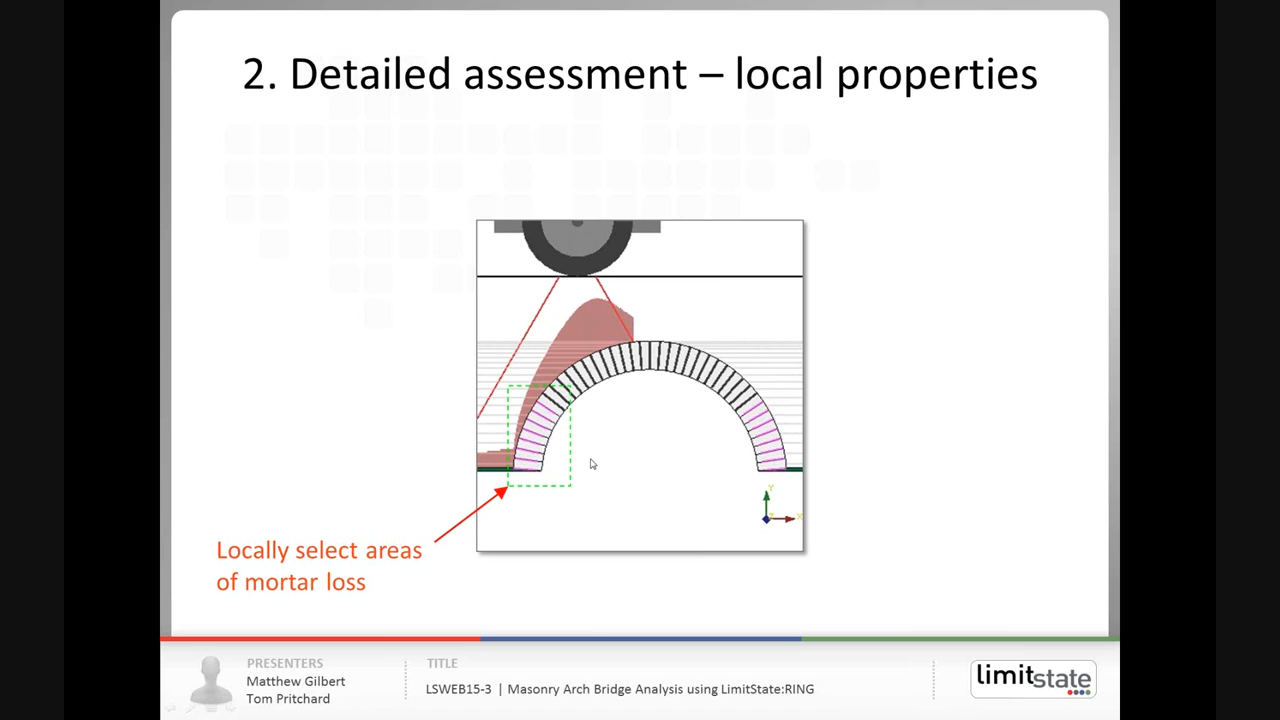 2. Detailed assessment – local properties
Y
X
Locally select areas
of mortar loss
PRESENTERS
Matthew Gilbert
Tom Pritchard
TITLE
LSWEB15-3 | Masonry Arch Bridge Analysis using LimitState:RING
limitstate